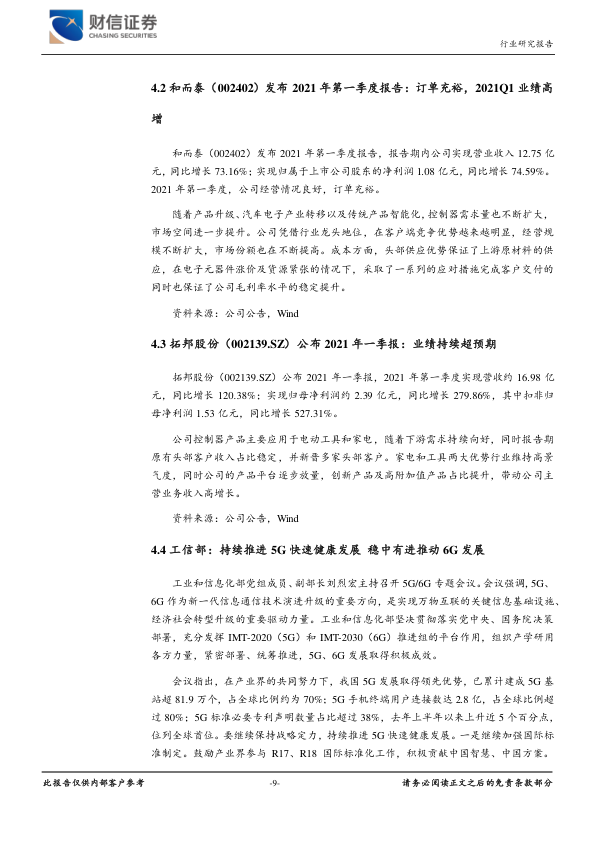 财信证券
CHASING SECURITIES
行业研究报告
4.2 和而泰（002402）发布 2021 年第一季度报告：订单充裕，2021Q1 业绩高
增
和而泰（002402）发布 2021 年第一季度报告，报告期内公司实现营业收入 12.75 亿
元，同比增长 73.16%；实现归属于上市公司股东的净利润 1.08 亿元，同比增长 74.59%。
2021 年第一季度，公司经营情况良好，订单充裕。
随着产品升级、汽车电子产业转移以及传统产品智能化，控制器需求量也不断扩大，
市场空间进一步提升。公司凭借行业龙头地位，在客户端竞争优势越来越明显，经营规
模不断扩大，市场份额也在不断提高。成本方面，头部供应优势保证了上游原材料的供
应，在电子元器件涨价及货源紧张的情况下，采取了一系列的应对措施完成客户交付的
同时也保证了公司毛利率水平的稳定提升。
资料来源：公司公告，Wind
4.3 拓邦股份（002139.SZ）公布 2021 年一季报：业绩持续超预期
拓邦股份（002139.SZ）公布 2021 年一季报，2021 年第一季度实现营收约 16.98 亿
元，同比增长 120.38%；实现归母净利润约 2.39 亿元，同比增长 279.86%，其中扣非归
母净利润 1.53 亿元，同比增长 527.31%。
公司控制器产品主要应用于电动工具和家电，随着下游需求持续向好，同时报告期
原有头部客户收入占比稳定，并新晋多家头部客户。家电和工具两大优势行业维持高景
气度，同时公司的产品平台逐步放量，创新产品及高附加值产品占比提升，带动公司主
营业务收入高增长。
资料来源：公司公告，Wind
4.4 工信部：持续推进 5G 快速健康发展 稳中有进推动 6G 发展
工业和信息化部党组成员、副部长刘烈宏主持召开 5G/6G 专题会议。会议强调，5G、
6G 作为新一代信息通信技术演进升级的重要方向，是实现万物互联的关键信息基础设施、
经济社会转型升级的重要驱动力量。工业和信息化部坚决贯彻落实党中央、国务院决策
部署，充分发挥 IMT-2020（5G）和 IMT-2030（6G）推进组的平台作用，组织产学研用
各方力量，紧密部署、统筹推进，5G、6G 发展取得积极成效。
会议指出，在产业界的共同努力下，我国 5G 发展取得领先优势，已累计建成 5G 基
站超 81.9 万个，占全球比例约为 70%；5G 手机终端用户连接数达 2.8 亿，占全球比例超
过 80%；5G 标准必要专利声明数量占比超过 38%，去年上半年以来上升近 5 个百分点，
位列全球首位。要继续保持战略定力，持续推进 5G 快速健康发展。一是继续加强国际标
准制定。鼓励产业界参与 R17、R18 国际标准化工作，积极贡献中国智慧、中国方案。
此报告仅供内部客户参考
-9-
请务必阅读正文之后的免责条款部分